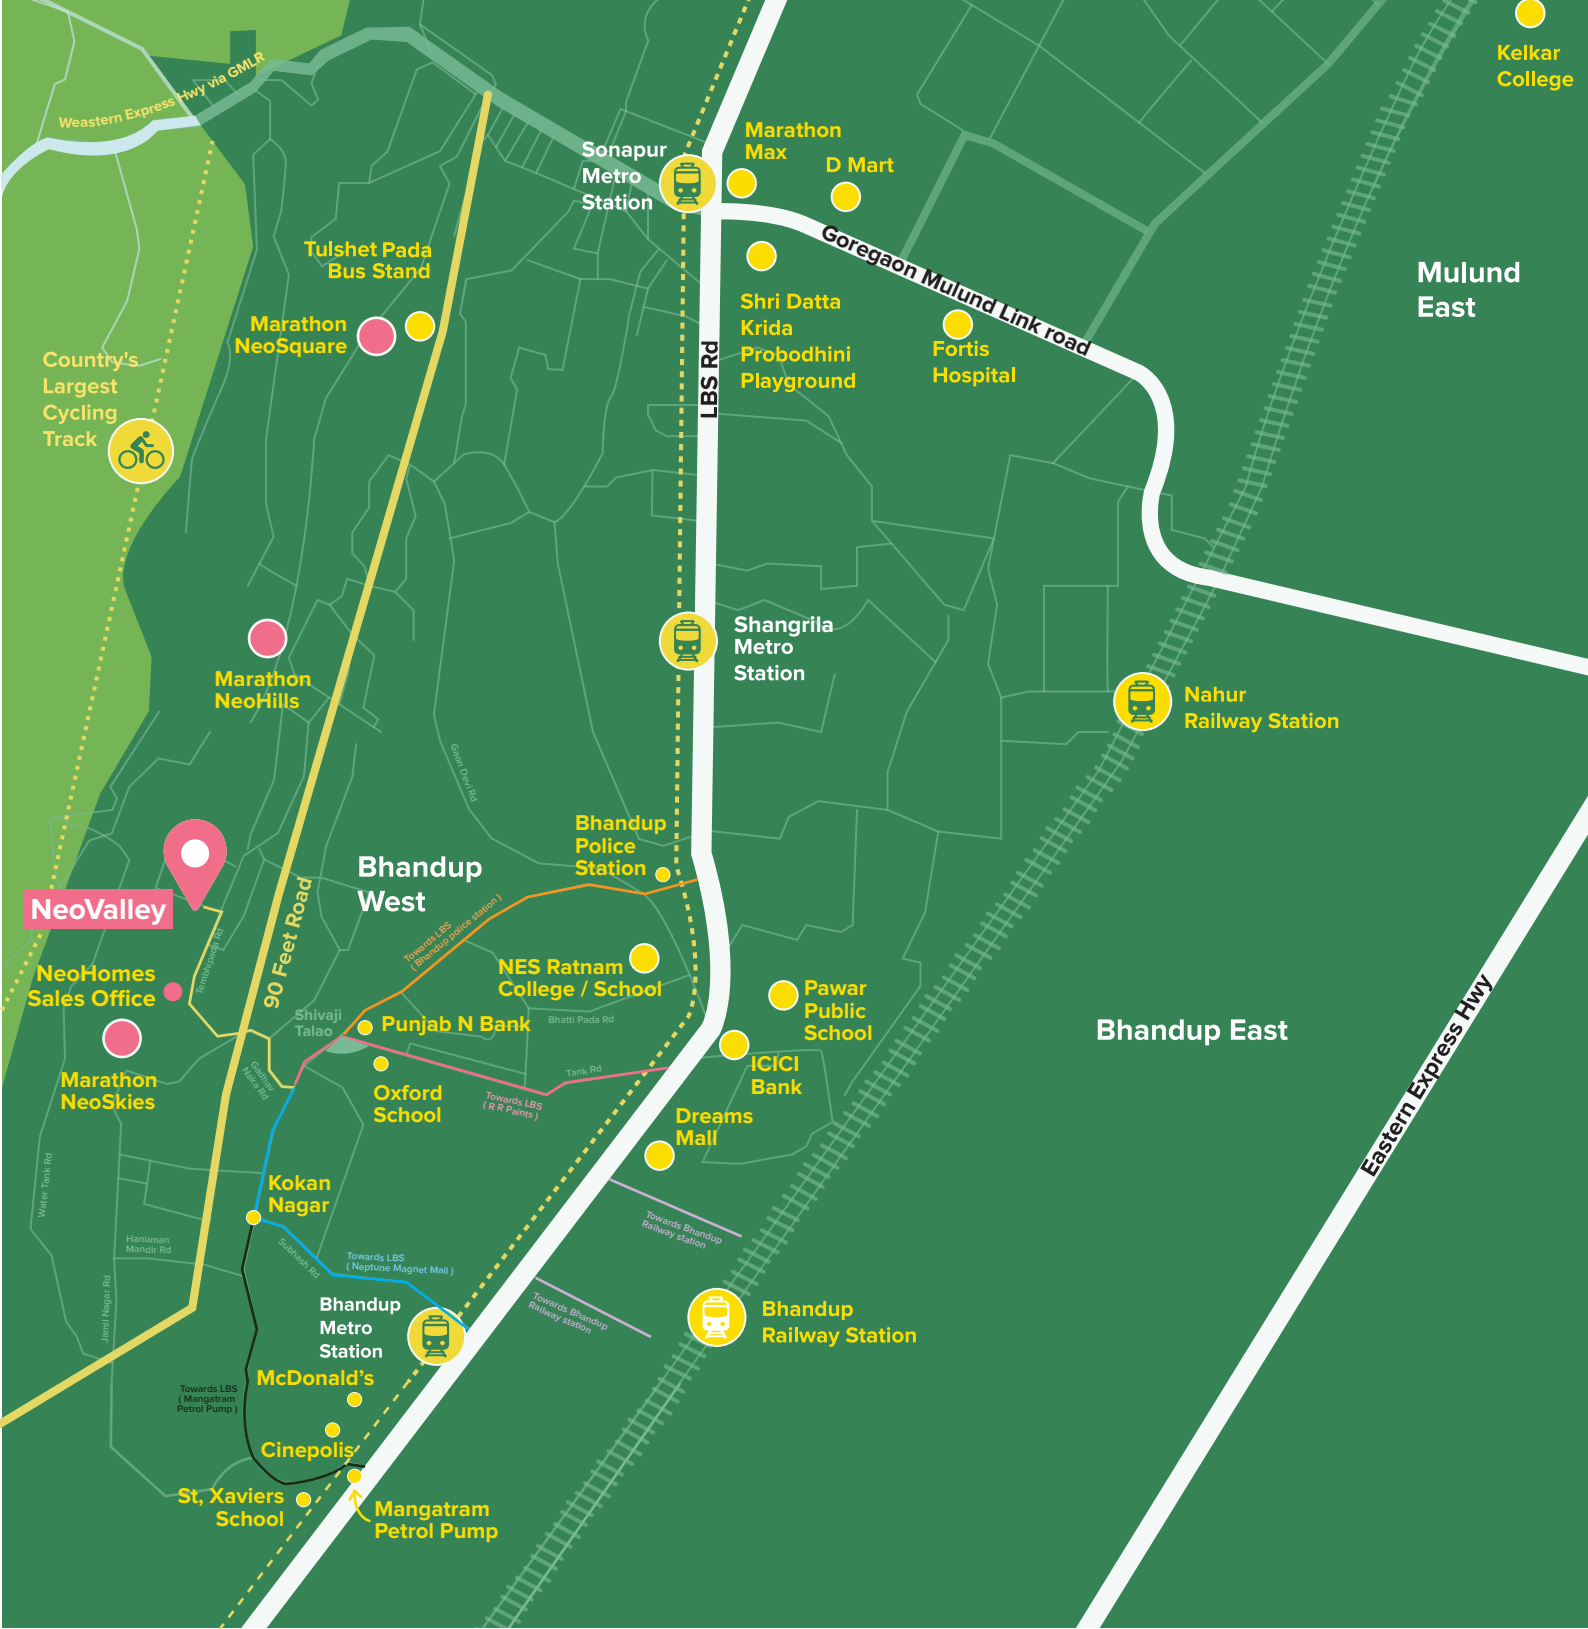 Kelkar
College
Weastern Express Hwy via GMLR
Marathon
Max
Sonapur
Metro
Station
D Mart
Goregaon Mulund Link road
Tulshet Pada
Bus Stand
Mulund
East
Shri Datta
Krida
Probodhini
Playground
Marathon
NeoSquare
Fortis
Hospital
LBS Rd
Country's
Largest
Cycling
Track
Shangrila
Metro
Station
Marathon
NeoHills
Nahur
Railway Station
Gaon Devi Rd
Bhandup
Police
Station
Bhandup
West
NeoValley
90 Feet Road
Tembhipada Rd
Towards LBS
( Bhandup police station )
NeoHomes
Sales Office
NES Ratnam
College / School
Pawar
Public
School
Shivaji
Talao
Punjab N Bank
Bhatti Pada Rd
Bhandup East
Eastern Express Hwy
Marathon
NeoSkies
Gadhav
Naka Rd
Oxford
School
Tank Rd
Towards LBS
( R R Paints )
ICICI
Bank
Dreams
Mall
Water Tank Rd
Kokan
Nagar
Hanuman
Mandir Rd
Subhash Rd
Towards LBS
( Neptune Magnet Mall )
Towards Bhandup
Railway station
Jamil Nagar Rd
Bhandup
Metro
Station
Towards Bhandup
Railway station
Bhandup
Railway Station
McDonald's
Towards LBS
( Mangatram
Petrol Pump )
Cinepolis
St, Xaviers
School
Mangatram
Petrol Pump